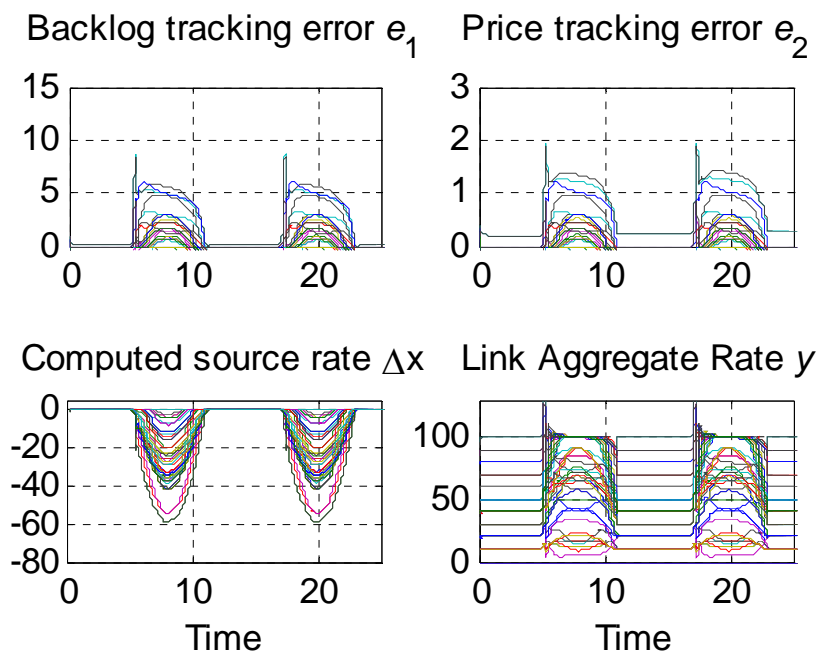 Backlog tracking error e1
Price tracking error e2
15
10
5
0
0 10 20
3
2
1
0
0 10 20
Computed source rate Δx
Link Aggregate Rate y
0
-20
-40
-60
-80
0 10 20
Time
100
50
0
0 10 20
Time